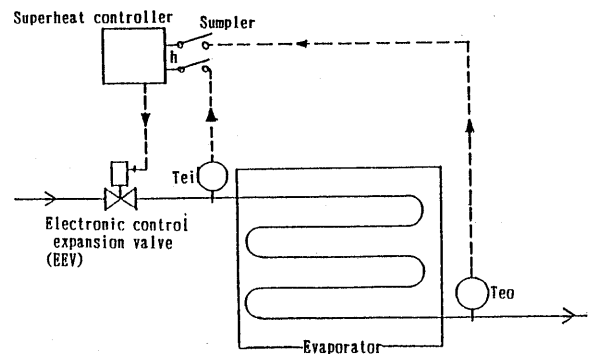 Superheat controller
Sumpler
h
Tei
Electronic control
expansion valve
(EEV)
Teo
Evaporator